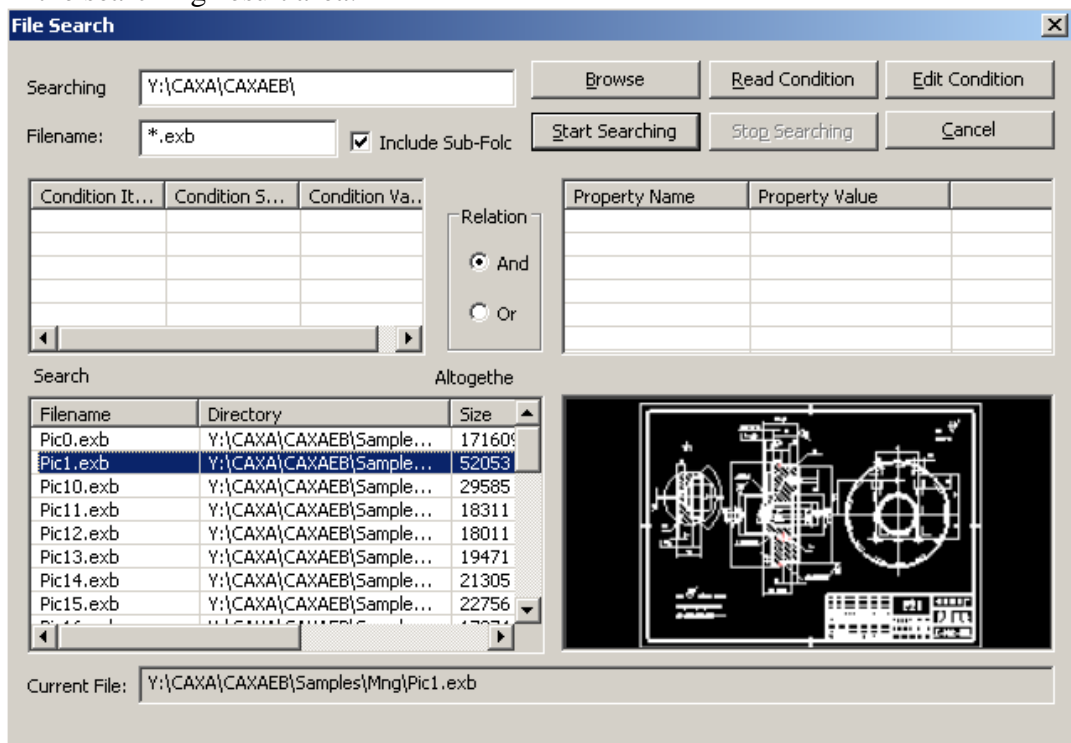 File Search
Searching Y:\CAXA\CAXAEB\ Browse Read Condition Edit Condition
Filename: *.exb Include Sub-Folc Start Searching Stop Searching Cancel
Condition It... Condition S... Condition Va.. Property Name Property Value
Relation
And
Or
Search Altogethe
Filename Directory Size
Pic0.exb Y:\CAXA\CAXAEB\Sample... 171609
Pic1.exb Y:\CAXA\CAXAEB\Sample... 52053
Pic10.exb Y:\CAXA\CAXAEB\Sample... 29585
Pic11.exb Y:\CAXA\CAXAEB\Sample... 18311
Pic12.exb Y:\CAXA\CAXAEB\Sample... 18011
Pic13.exb Y:\CAXA\CAXAEB\Sample... 19471
Pic14.exb Y:\CAXA\CAXAEB\Sample... 21305
Pic15.exb Y:\CAXA\CAXAEB\Sample... 22756
Current File: Y:\CAXA\CAXAEB\Samples\Mng\Pic1.exb